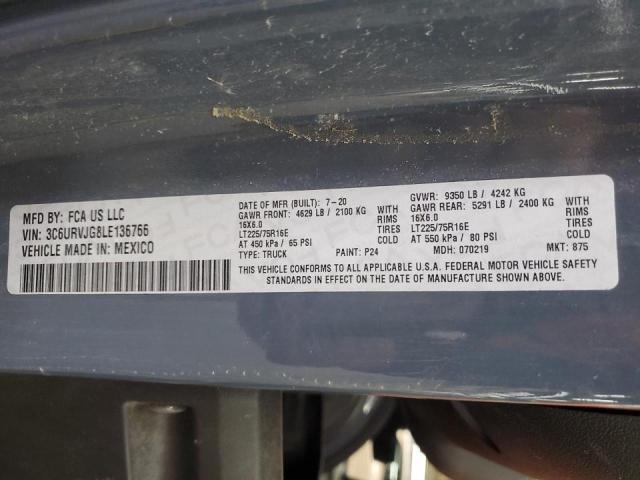 MFD BY: FCA US LLC
VIN: 3C6URVJG8LE136766
VEHICLE MADE IN: MEXICO
DATE OF MFR (BUILT): 7-20
GAWR FRONT: 4629 LB / 2100 KG
16X6.0 WITH RIMS
LT225/75R16E TIRES
AT 450 kPa / 65 PSI COLD
TYPE: TRUCK PAINT: P24
GVWR: 9350 LB / 4242 KG
GAWR REAR: 5291 LB / 2400 KG
16X6.0 WITH RIMS
LT225/75R16E TIRES
AT 550 kPa / 80 PSI COLD
MDH: 070219 MKT: 875
THIS VEHICLE CONFORMS TO ALL APPLICABLE U.S.A. FEDERAL MOTOR VEHICLE SAFETY
STANDARDS IN EFFECT ON THE DATE OF MANUFACTURE SHOWN ABOVE.